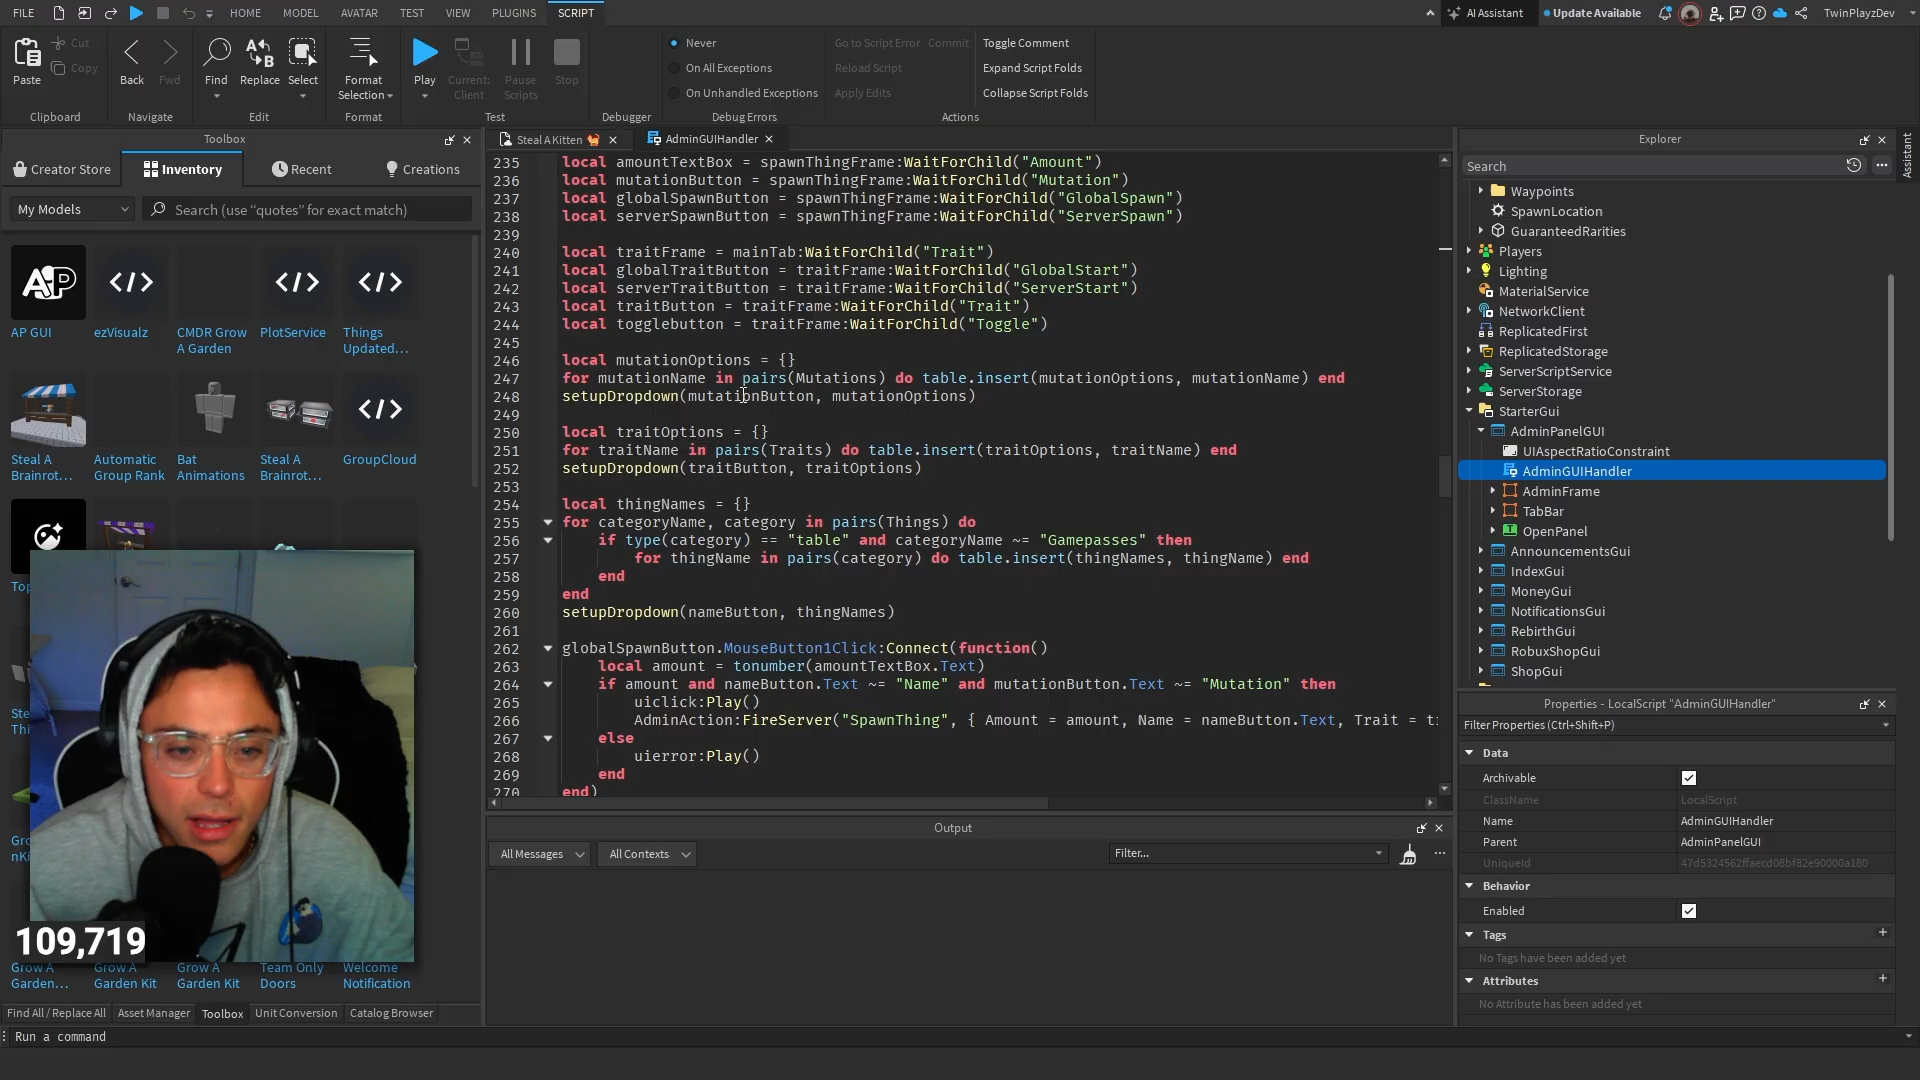 FILE
HOME
MODEL
AVATAR
TEST
VIEW
PLUGINS
SCRIPT
AI Assistant
Update Available
TwinPlayzDev
Paste
Cut
Copy
Back
Fwd
Find
Replace
Select
Format
Selection
Play
Current:
Client
Pause
Scripts
Stop
Never
On All Exceptions
On Unhandled Exceptions
Go to Script Error
Commit
Reload Script
Apply Edits
Toggle Comment
Expand Script Folds
Collapse Script Folds
Clipboard
Navigate
Edit
Format
Test
Debugger
Debug Errors
Actions
Toolbox
Creator Store
Inventory
Recent
Creations
My Models
Search (use “quotes” for exact match)
AP
AP GUI
ezVisualz
CMDR Grow
A Garden
PlotService
Things
Updated...
Steal A
Brainrot...
Automatic
Group Rank
Bat
Animations
Steal A
Brainrot...
GroupCloud
109,719
Grow A
Garden...
Grow A
Garden Kit
Grow A
Garden Kit
Team Only
Doors
Welcome
Notification
Find All / Replace All
Asset Manager
Toolbox
Unit Conversion
Catalog Browser
Run a command
Steal A Kitten
AdminGUIHandler
235 local amountTextBox = spawnThingFrame:WaitForChild("Amount")
236 local mutationButton = spawnThingFrame:WaitForChild("Mutation")
237 local globalSpawnButton = spawnThingFrame:WaitForChild("GlobalSpawn")
238 local serverSpawnButton = spawnThingFrame:WaitForChild("ServerSpawn")
239
240 local traitFrame = mainTab:WaitForChild("Trait")
241 local globalTraitButton = traitFrame:WaitForChild("GlobalStart")
242 local serverTraitButton = traitFrame:WaitForChild("ServerStart")
243 local traitButton = traitFrame:WaitForChild("Trait")
244 local togglebutton = traitFrame:WaitForChild("Toggle")
245
246 local mutationOptions = {}
247 for mutationName in pairs(Mutations) do table.insert(mutationOptions, mutationName) end
248 setupDropdown(mutationButton, mutationOptions)
249
250 local traitOptions = {}
251 for traitName in pairs(Traits) do table.insert(traitOptions, traitName) end
252 setupDropdown(traitButton, traitOptions)
253
254 local thingNames = {}
255 for categoryName, category in pairs(Things) do
256 if type(category) == "table" and categoryName ~= "Gamepasses" then
257 for thingName in pairs(category) do table.insert(thingNames, thingName) end
258 end
259 end
260 setupDropdown(nameButton, thingNames)
261
262 globalSpawnButton.MouseButton1Click:Connect(function()
263 local amount = tonumber(amountTextBox.Text)
264 if amount and nameButton.Text ~= "Name" and mutationButton.Text ~= "Mutation" then
265 uiclick:Play()
266 AdminAction:FireServer("SpawnThing", { Amount = amount, Name = nameButton.Text, Trait =
267 else
268 uierror:Play()
269 end
270 end)
Output
All Messages
All Contexts
Filter...
Explorer
Search
Assistant
Waypoints
SpawnLocation
GuaranteedRarities
Players
Lighting
MaterialService
NetworkClient
ReplicatedFirst
ReplicatedStorage
ServerScriptService
ServerStorage
StarterGui
AdminPanelGUI
UIAspectRatioConstraint
AdminGUIHandler
AdminFrame
TabBar
OpenPanel
AnnouncementsGui
IndexGui
MoneyGui
NotificationsGui
RebirthGui
RobuxShopGui
ShopGui
Properties - LocalScript "AdminGUIHandler"
Filter Properties (Ctrl+Shift+P)
Data
Archivable
ClassName LocalScript
Name AdminGUIHandler
Parent AdminPanelGUI
UniqueId 47d5324562ffaecd08bf82e90000a180
Behavior
Enabled
Tags
No Tags have been added yet
Attributes
No Attribute has been added yet